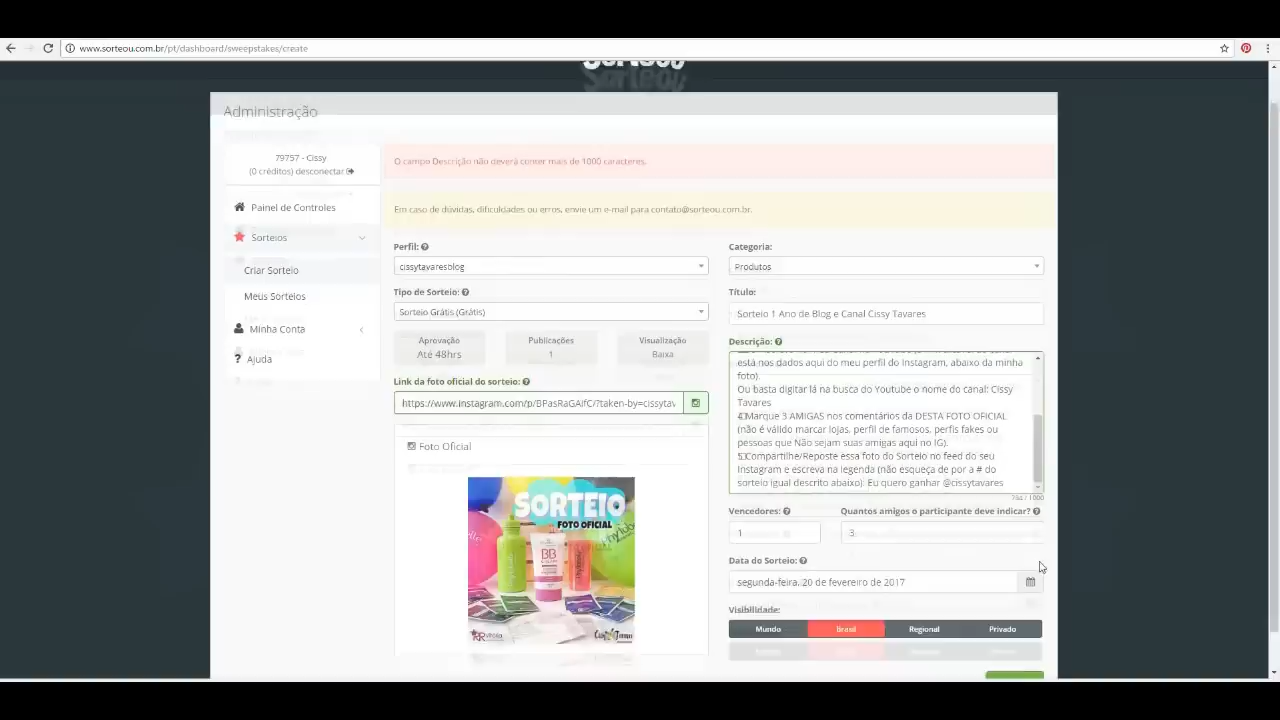 www.sorteou.com.br/pt/dashboard/sweepstakes/create
Sorteou
Administração
79757 - Cissy
(0 créditos) desconectar
Painel de Controles
Sorteios
Criar Sorteio
Meus Sorteios
Minha Conta
Ajuda
O campo Descrição não deverá conter mais de 1000 caracteres.
Em caso de dúvidas, dificuldades ou erros, envie um e-mail para contato@sorteou.com.br.
Perfil:
cissytavaresblog
Tipo de Sorteio:
Sorteio Grátis (Grátis)
Aprovação
Até 48hrs
Publicações
1
Visualização
Baixa
Link da foto oficial do sorteio:
https://www.instagram.com/p/BPasRaGAifC/?taken-by=cissytav
Foto Oficial
SORTEIO
FOTO OFICIAL
BB
Categoria:
Produtos
Título:
Sorteio 1 Ano de Blog e Canal Cissy Tavares
Descrição:
está nos dados aqui do meu perfil do Instagram, abaixo da minha
foto).
Ou basta digitar lá na busca do Youtube o nome do canal: Cissy
Tavares
4 Marque 3 AMIGAS nos comentários da DESTA FOTO OFICIAL
(não é válido marcar lojas, perfil de famosos, perfis fakes ou
pessoas que Não sejam suas amigas aqui no IG).
5 Compartilhe/Reposte essa foto do Sorteio no feed do seu
Instagram e escreva na legenda (não esqueça de por a # do
sorteio igual descrito abaixo): Eu quero ganhar @cissytavares
/ 1000
Vencedores:
1
Quantos amigos o participante deve indicar?
3
Data do Sorteio:
segunda-feira, 20 de fevereiro de 2017
Visibilidade:
Mundo
Brasil
Regional
Privado